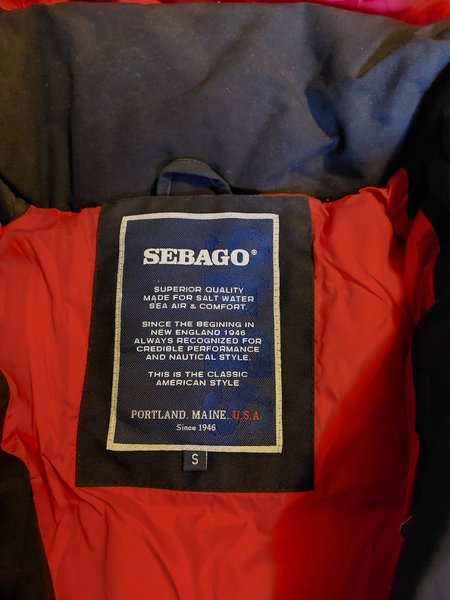 SEBAGO®
SUPERIOR QUALITY
MADE FOR SALT WATER
SEA AIR & COMFORT.
SINCE THE BEGINING IN
NEW ENGLAND 1946
ALWAYS RECOGNIZED FOR
CREDIBLE PERFORMANCE
AND NAUTICAL STYLE.
THIS IS THE CLASSIC
AMERICAN STYLE
PORTLAND. MAINE. U.S.A.
Since 1946
S